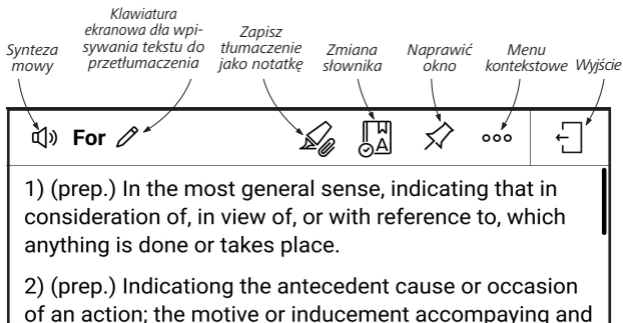 Synteza
mowy
Klawiatura
ekranowa dla wpi-
sywania tekstu do
przetłumaczenia
Zapisz
tłumaczenie
jako notatkę
Zmiana
słownika
Naprawić
okno
Menu
kontekstowe
Wyjście
For
A
1) (prep.) In the most general sense, indicating that in
consideration of, in view of, or with reference to, which
anything is done or takes place.
2) (prep.) Indicationg the antecedent cause or occasion
of an action; the motive or inducement accompaying and